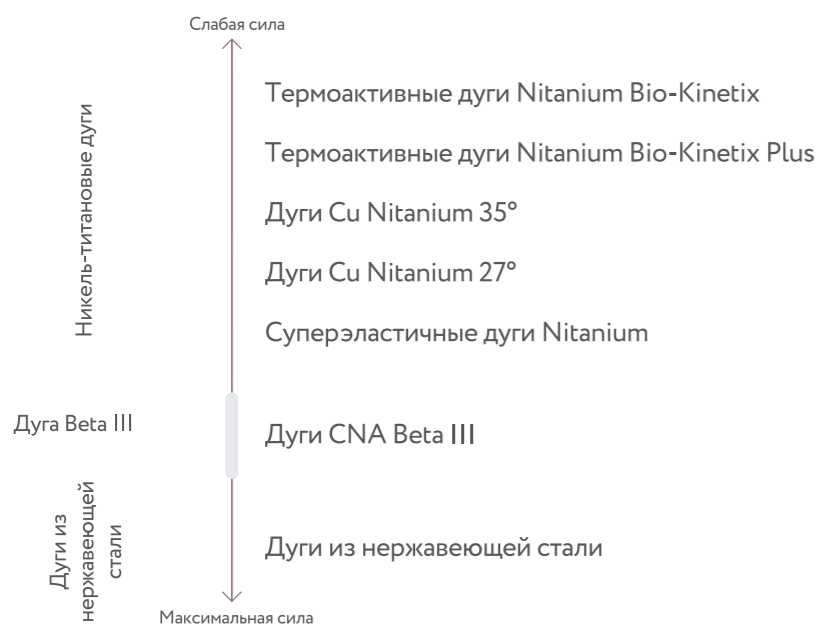 Слабая сила
Никель-титановые дуги
Термоактивные дуги Nitanium Bio-Kinetix
Термоактивные дуги Nitanium Bio-Kinetix Plus
Дуги Cu Nitanium 35°
Дуги Cu Nitanium 27°
Суперэластичные дуги Nitanium
Дуга Beta III
Дуги CNA Beta III
Дуги из
нержавеющей
стали
Дуги из нержавеющей стали
Максимальная сила